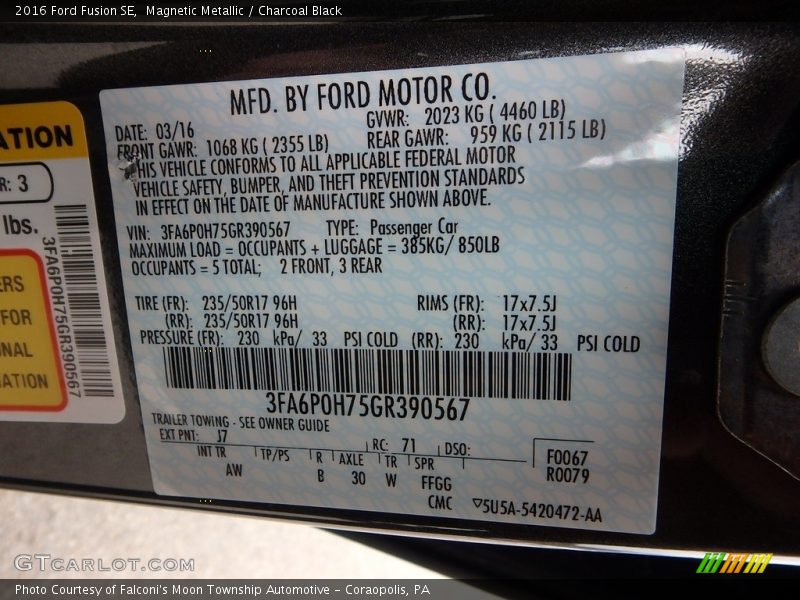 2016 Ford Fusion SE, Magnetic Metallic / Charcoal Black
ATION
R: 3
lbs.
ERS
FOR
NAL
MATION
3FA6P0H75GR390567
MFD. BY FORD MOTOR CO.
DATE: 03/16 GVWR: 2023 KG ( 4460 LB)
FRONT GAWR: 1068 KG ( 2355 LB) REAR GAWR: 959 KG ( 2115 LB)
THIS VEHICLE CONFORMS TO ALL APPLICABLE FEDERAL MOTOR
VEHICLE SAFETY, BUMPER, AND THEFT PREVENTION STANDARDS
IN EFFECT ON THE DATE OF MANUFACTURE SHOWN ABOVE.
VIN: 3FA6P0H75GR390567 TYPE: Passenger Car
MAXIMUM LOAD = OCCUPANTS + LUGGAGE = 385KG/ 850LB
OCCUPANTS = 5 TOTAL; 2 FRONT, 3 REAR
TIRE (FR): 235/50R17 96H RIMS (FR): 17x7.5J
(RR): 235/50R17 96H (RR): 17x7.5J
PRESSURE (FR): 230 kPa/ 33 PSI COLD (RR): 230 kPa/ 33 PSI COLD
3FA6P0H75GR390567
TRAILER TOWING - SEE OWNER GUIDE
EXT PNT: J7 RC: 71 DSO: F0067
INT TR TP/PS R AXLE TR SPR R0079
AW B 30 W FFGG
CMC ▽5U5A-5420472-AA
GTCARLOT.COM
Photo Courtesy of Falconi's Moon Township Automotive - Coraopolis, PA